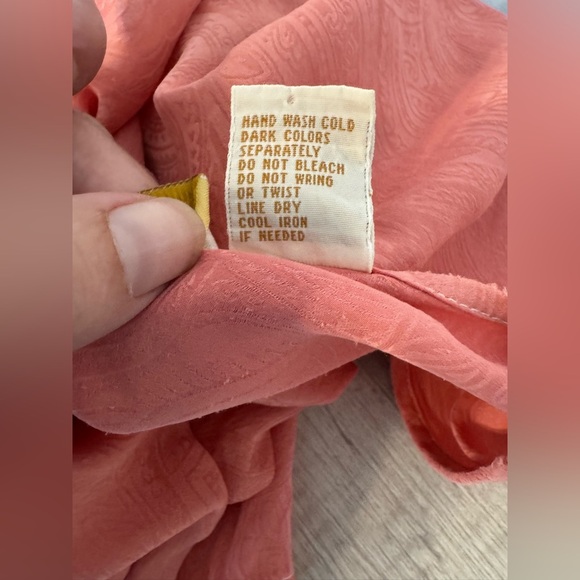 HAND WASH COLD
DARK COLORS
SEPARATELY
DO NOT BLEACH
DO NOT WRING
OR TWIST
LINE DRY
COOL IRON
IF NEEDED